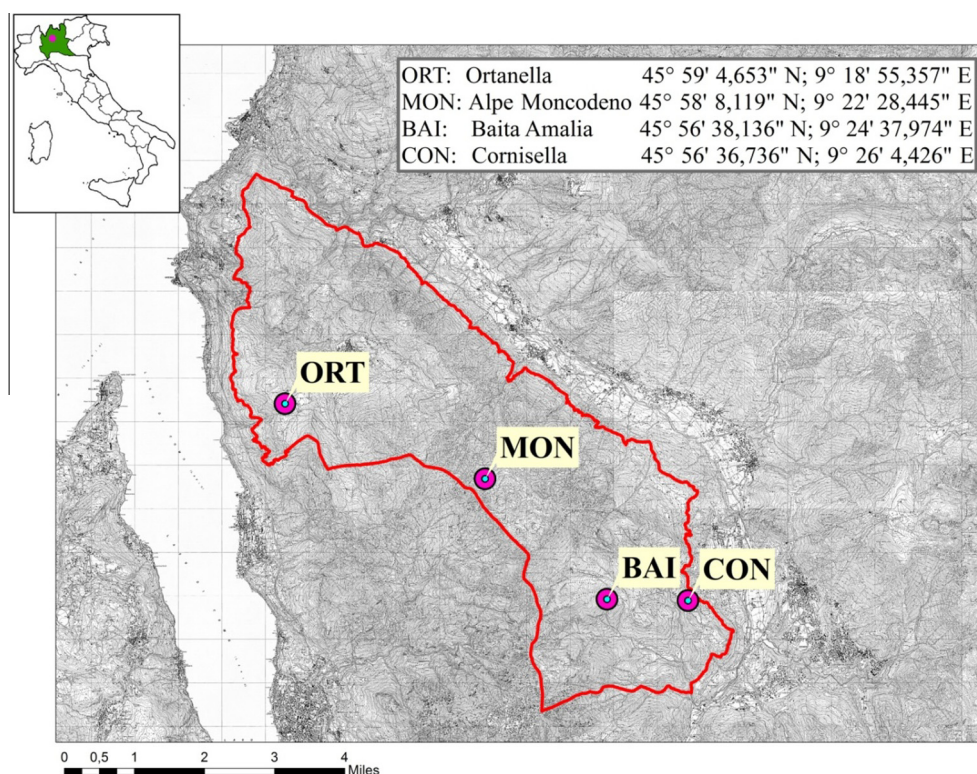 ORT: Ortanella 45° 59' 4,653" N; 9° 18' 55,357" E
MON: Alpe Moncodeno 45° 58' 8,119" N; 9° 22' 28,445" E
BAI: Baita Amalia 45° 56' 38,136" N; 9° 24' 37,974" E
CON: Cornisella 45° 56' 36,736" N; 9° 26' 4,426" E
ORT
MON
BAI CON
0 0,5 1 2 3 4
Miles